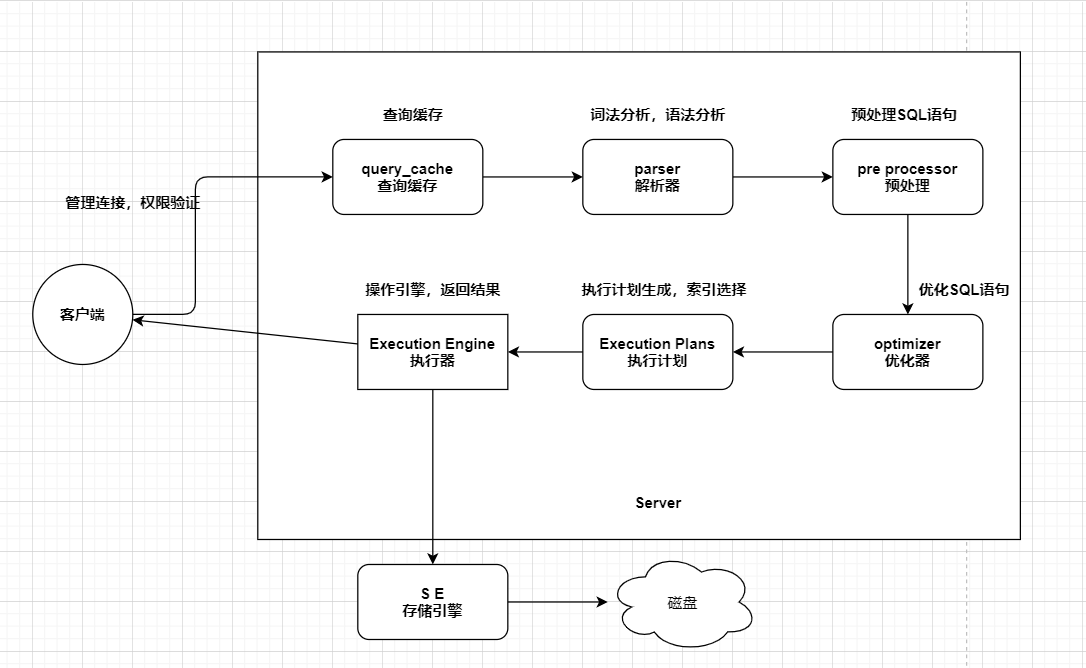 查询缓存
词法分析，语法分析
预处理SQL语句
query_cache
查询缓存
parser
解析器
pre processor
预处理
管理连接，权限验证
操作引擎，返回结果
执行计划生成，索引选择
优化SQL语句
客户端
Execution Engine
执行器
Execution Plans
执行计划
optimizer
优化器
Server
S E
存储引擎
磁盘